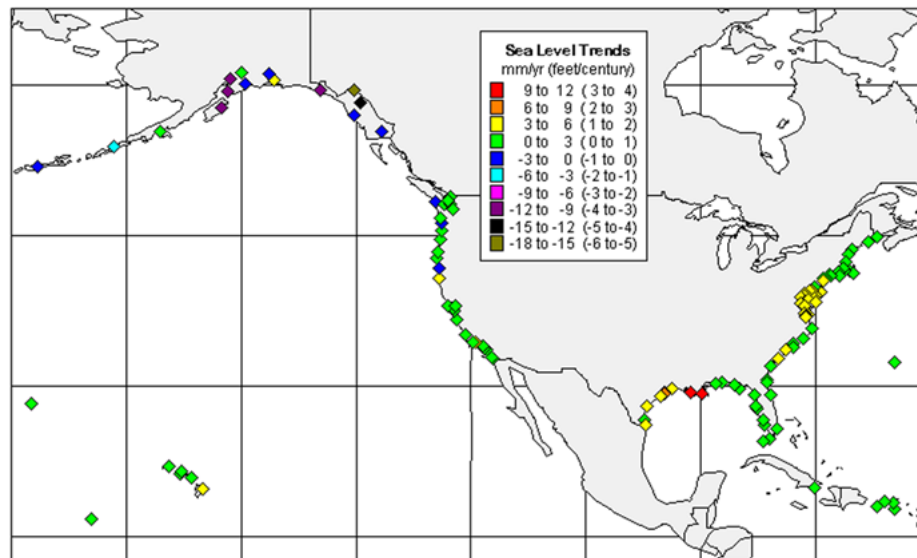 Sea Level Trends
mm/yr (feet/century)
9 to 12 (3 to 4)
6 to 9 (2 to 3)
3 to 6 (1 to 2)
0 to 3 (0 to 1)
-3 to 0 (-1 to 0)
-6 to -3 (-2 to -1)
-9 to -6 (-3 to -2)
-12 to -9 (-4 to -3)
-15 to -12 (-5 to -4)
-18 to -15 (-6 to -5)